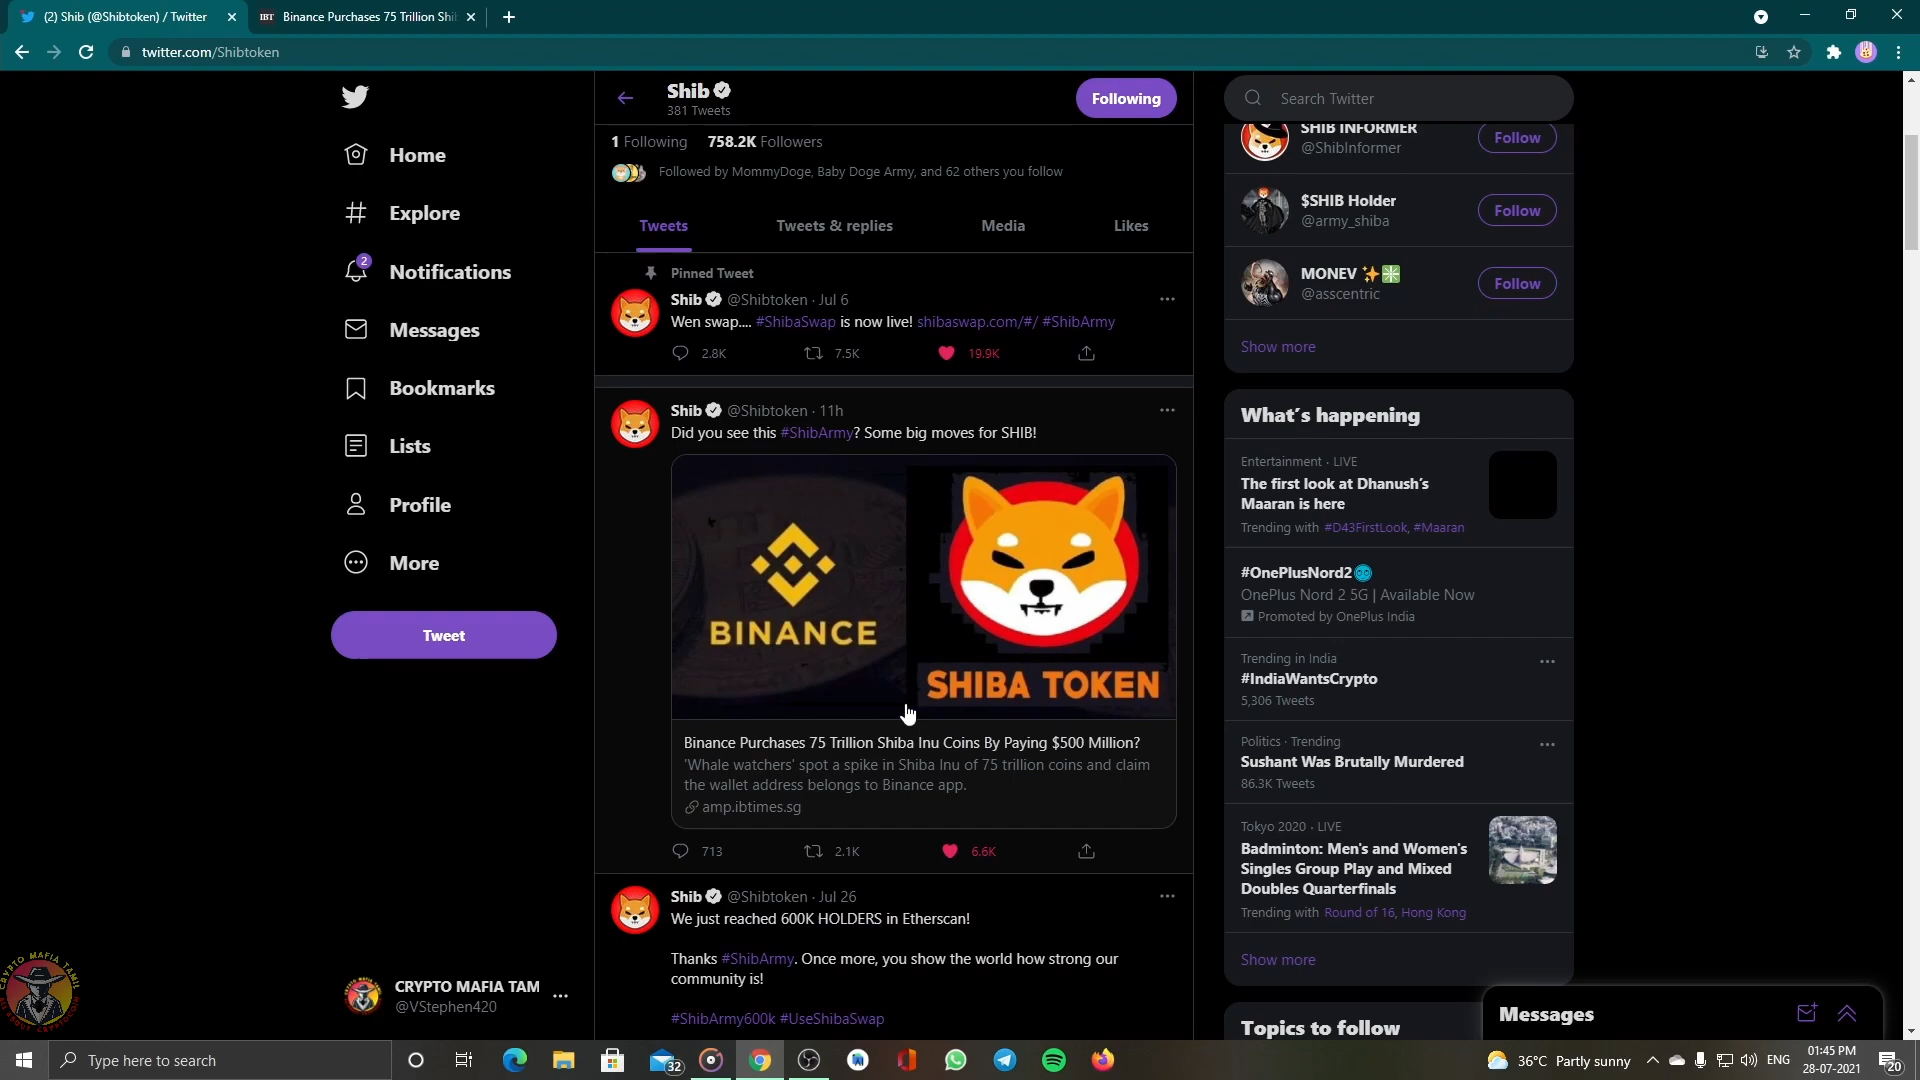 (2) Shib (@Shibtoken) / Twitter
IBT Binance Purchases 75 Trillion Shib
twitter.com/Shibtoken
Home
Explore
2
Notifications
Messages
Bookmarks
Lists
Profile
More
Tweet
CRYPTO MAFIA TAM
@VStephen420
CRYPTO MAFIA TAMIL
Shib
381 Tweets
Following
1 Following 758.2K Followers
Followed by MommyDoge, Baby Doge Army, and 62 others you follow
Tweets Tweets & replies Media Likes
Pinned Tweet
Shib @Shibtoken · Jul 6
Wen swap.... #ShibaSwap is now live! shibaswap.com/#/ #ShibArmy
2.8K 7.5K 19.9K
Shib @Shibtoken · 11h
Did you see this #ShibArmy? Some big moves for SHIB!
BINANCE
SHIBA TOKEN
Binance Purchases 75 Trillion Shiba Inu Coins By Paying $500 Million?
'Whale watchers' spot a spike in Shiba Inu of 75 trillion coins and claim
the wallet address belongs to Binance app.
amp.ibtimes.sg
713 2.1K 6.6K
Shib @Shibtoken · Jul 26
We just reached 600K HOLDERS in Etherscan!
Thanks #ShibArmy. Once more, you show the world how strong our
community is!
#ShibArmy600k #UseShibaSwap
Search Twitter
SHIB INFORMER
@ShibInformer
Follow
$SHIB Holder
@army_shiba
Follow
MONEV
@asscentric
Follow
Show more
What's happening
Entertainment · LIVE
The first look at Dhanush's
Maaran is here
Trending with #D43FirstLook, #Maaran
#OnePlusNord2
OnePlus Nord 2 5G | Available Now
Promoted by OnePlus India
Trending in India
#IndiaWantsCrypto
5,306 Tweets
Politics · Trending
Sushant Was Brutally Murdered
86.3K Tweets
Tokyo 2020 · LIVE
Badminton: Men's and Women's
Singles Group Play and Mixed
Doubles Quarterfinals
Trending with Round of 16, Hong Kong
Show more
Topics to follow
Messages
Type here to search
32
36°C Partly sunny
ENG
01:45 PM
28-07-2021
20